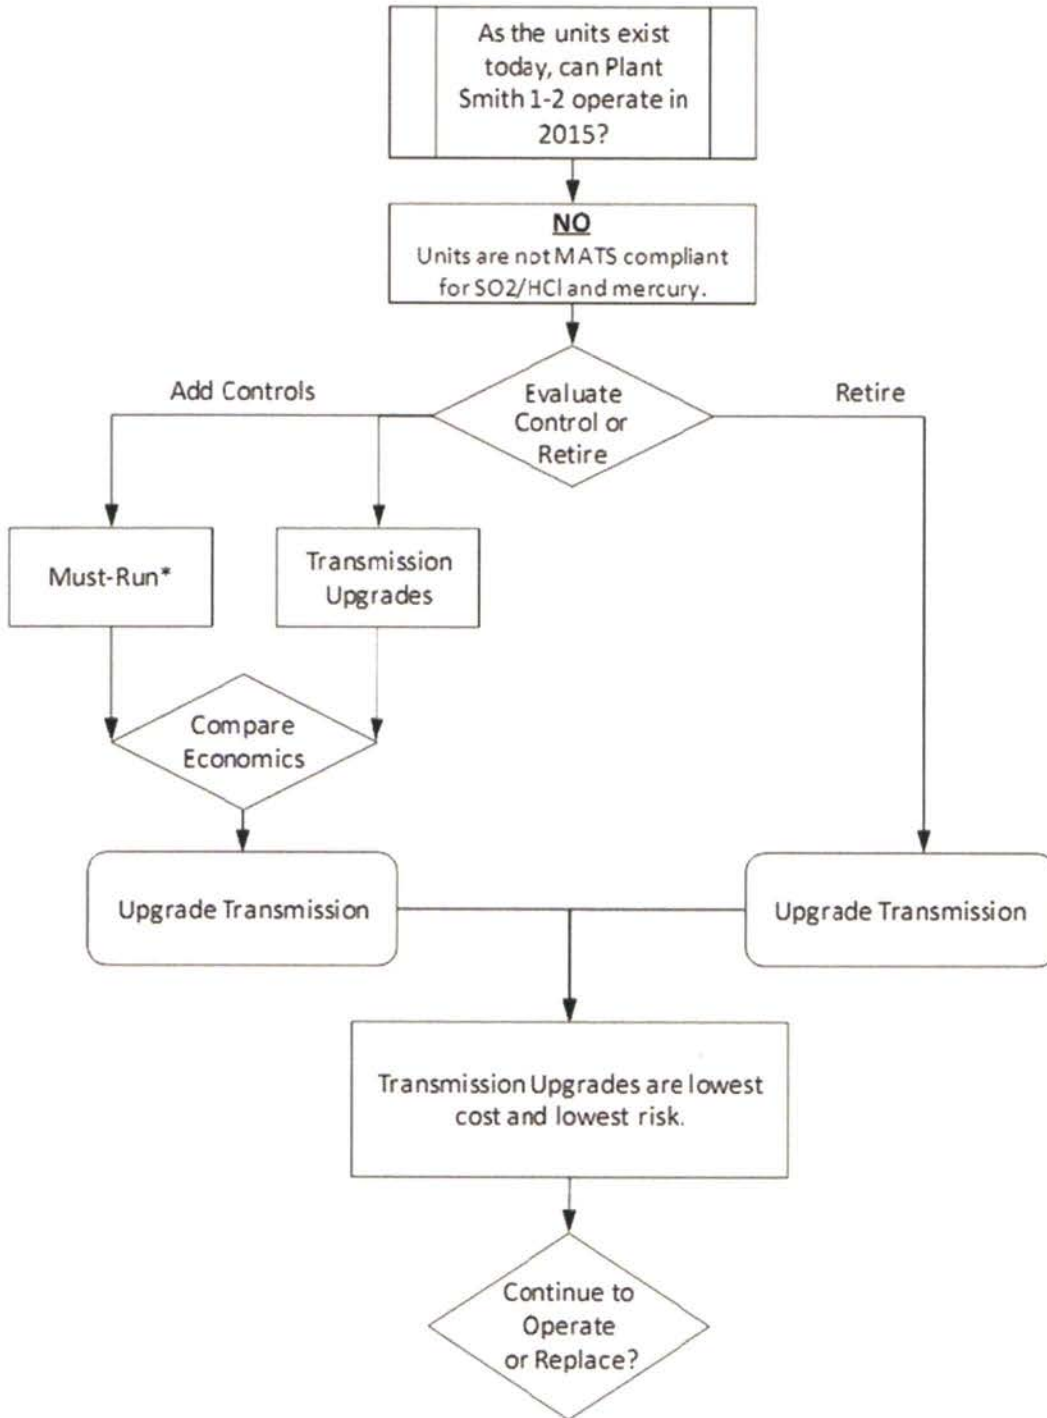 As the units exist
today, can Plant
Smith 1-2 operate in
2015?
NO
Units are not MATS compliant
for SO2/HCl and mercury.
Add Controls
Evaluate
Control or
Retire
Retire
Must-Run*
Transmission
Upgrades
Compare
Economics
Upgrade Transmission
Upgrade Transmission
Transmission Upgrades are lowest
cost and lowest risk.
Continue to
Operate
or Replace?